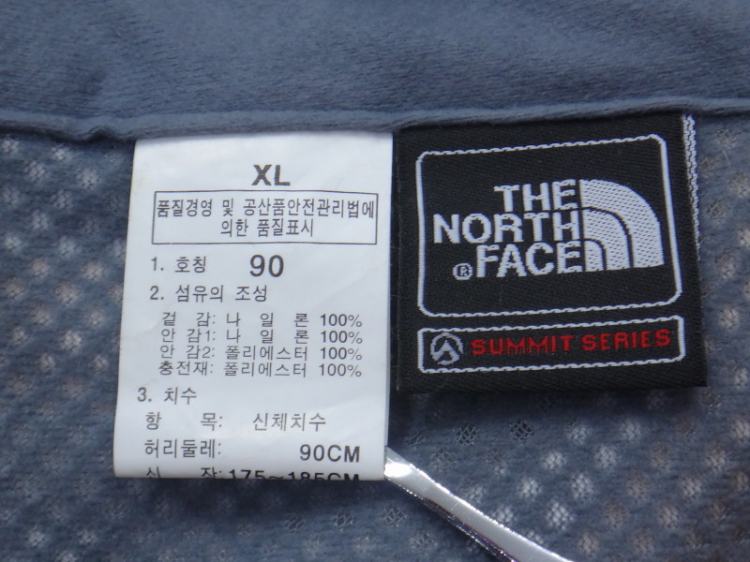 XL
품질경영 및 공산품안전관리법에
의한 품질표시
1. 호칭 90
2. 섬유의 조성
겉 감: 나 일 론 100%
안 감1: 나 일 론 100%
안 감2: 폴리에스터 100%
충전재: 폴리에스터 100%
3. 치수
항 목: 신체치수
허리둘레: 90CM
신 장: 175~185CM
THE
NORTH
FACE
®
SUMMIT SERIES